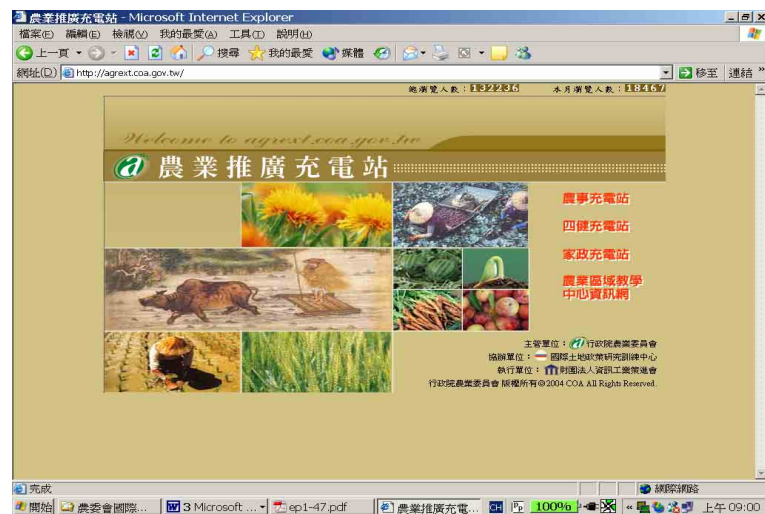 農業推廣充電站 - Microsoft Internet Explorer
檔案(F) 編輯(E) 檢視(V) 我的最愛(A) 工具(T) 說明(H)
上一頁 搜尋 我的最愛 媒體
網址(D) http://agrext.coa.gov.tw/ 移至 連結 »
總瀏覽人數：132236 本月瀏覽人數：18467
Welcome to agrext.coa.gov.tw
農業推廣充電站
農事充電站
四健充電站
家政充電站
農業區域教學
中心資訊網
主管單位：行政院農業委員會
協辦單位：國際土地政策研究訓練中心
執行單位：財團法人資訊工業策進會
行政院農業委員會 版權所有©2004 COA All Rights Reserved.
完成 網際網路
開始 農委會國際... 3 Microsoft ... ep1-47.pdf 農業推廣充電... CH 100% « 上午 09:00